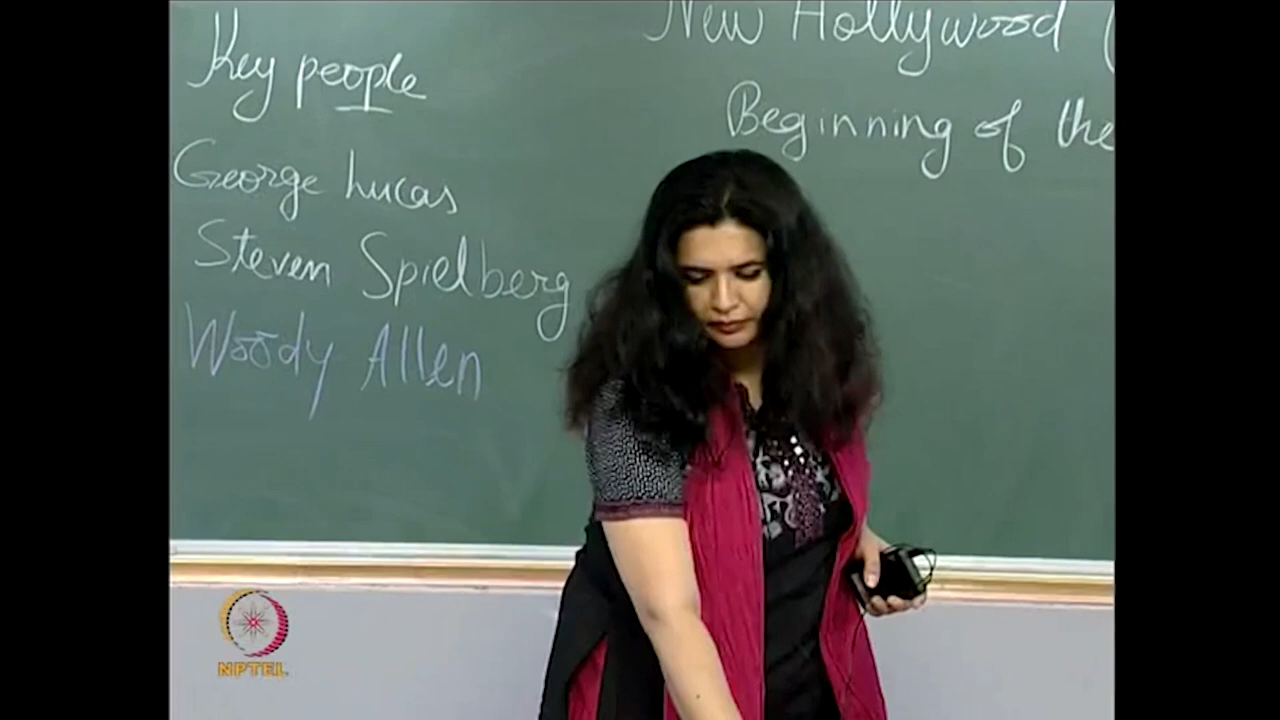 Key people
George Lucas
Steven Spielberg
Woody Allen
New Hollywood (
Beginning of the
NPTEL